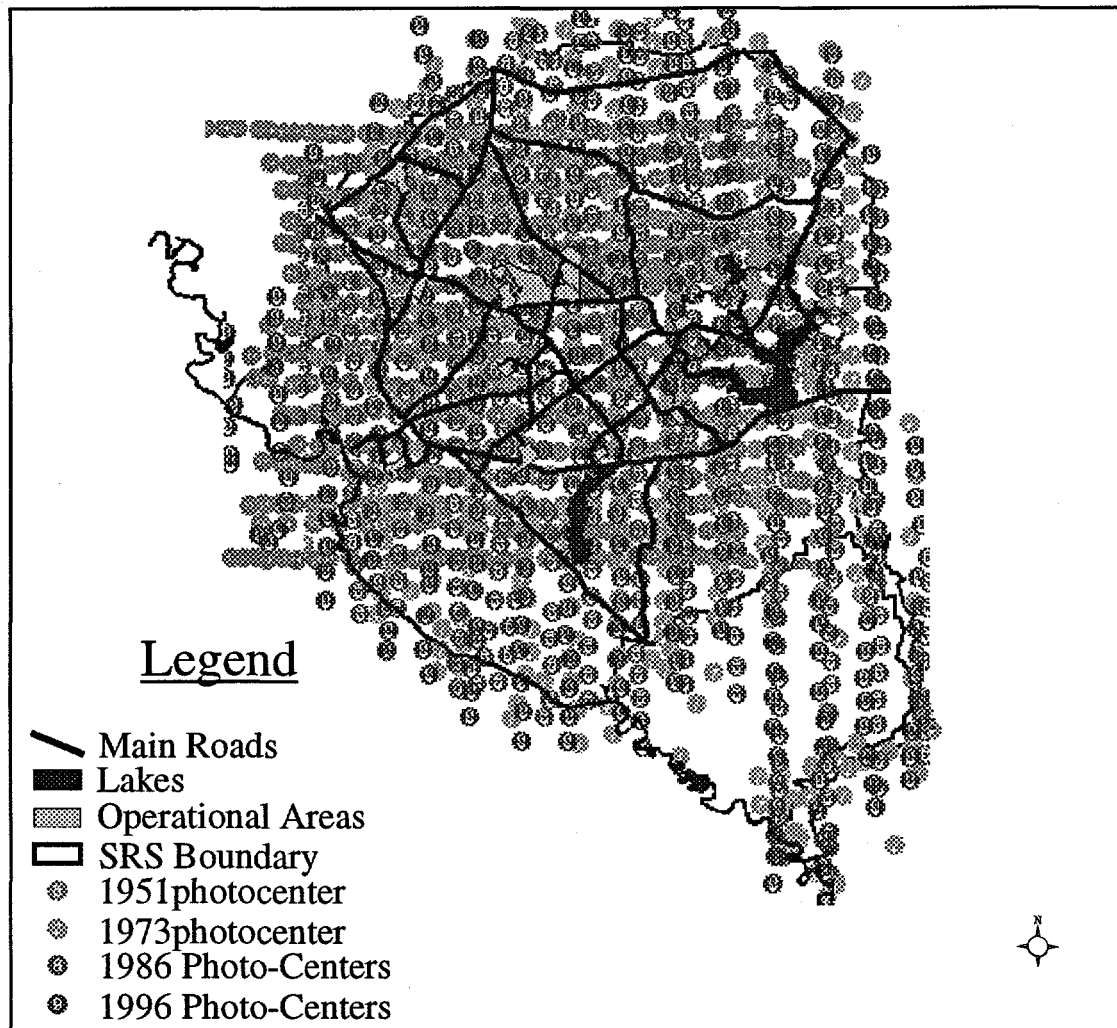 Legend
Main Roads
Lakes
Operational Areas
SRS Boundary
1951photocenter
1973photocenter
1986 Photo-Centers
1996 Photo-Centers
N